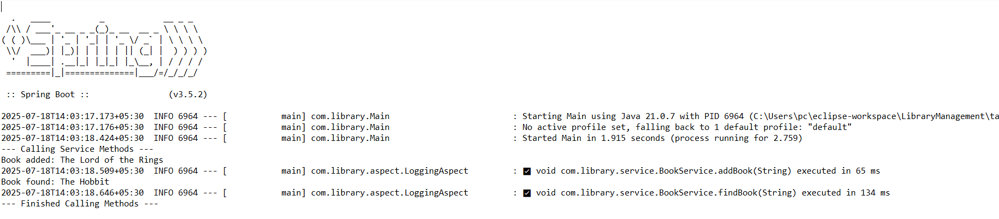 .   ____          _            __ _ _
 /\\ / ___'_ __ _ _(_)_ __  __ _ \ \ \ \
( ( )\___ | '_ | '_| | '_ \/ _` | \ \ \ \
 \\/  ___)| |_)| | | | | || (_| |  ) ) ) )
  '  |____| .__|_| |_|_| |_\__, | / / / /
 =========|_|==============|___/=/_/_/_/

 :: Spring Boot ::                (v3.5.2)

2025-07-18T14:03:17.173+05:30  INFO 6964 --- [           main] com.library.Main                         : Starting Main using Java 21.0.7 with PID 6964 (C:\Users\pc\eclipse-workspace\LibraryManagement\ta
2025-07-18T14:03:17.176+05:30  INFO 6964 --- [           main] com.library.Main                         : No active profile set, falling back to 1 default profile: "default"
2025-07-18T14:03:18.424+05:30  INFO 6964 --- [           main] com.library.Main                         : Started Main in 1.915 seconds (process running for 2.759)
--- Calling Service Methods ---
Book added: The Lord of the Rings
2025-07-18T14:03:18.509+05:30  INFO 6964 --- [           main] com.library.aspect.LoggingAspect         : ✅ void com.library.service.BookService.addBook(String) executed in 65 ms
Book found: The Hobbit
2025-07-18T14:03:18.646+05:30  INFO 6964 --- [           main] com.library.aspect.LoggingAspect         : ✅ void com.library.service.BookService.findBook(String) executed in 134 ms
--- Finished Calling Methods ---